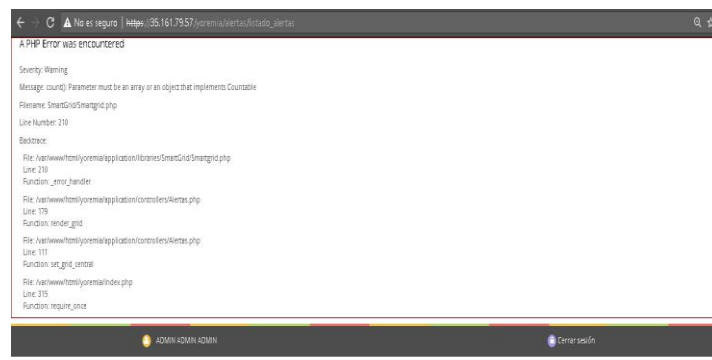 No es seguro | https://35.161.79.57/yoremia/alertas/listado_alertas
A PHP Error was encountered
Severity: Warning
Message: count(): Parameter must be an array or an object that implements Countable
Filename: SmartGrid/Smartgrid.php
Line Number: 210
Backtrace:
File: /var/www/html/yoremia/application/libraries/SmartGrid/Smartgrid.php
Line: 210
Function: _error_handler
File: /var/www/html/yoremia/application/controllers/Alertas.php
Line: 179
Function: render_grid
File: /var/www/html/yoremia/application/controllers/Alertas.php
Line: 111
Function: set_grid_central
File: /var/www/html/yoremia/index.php
Line: 315
Function: require_once
ADMIN ADMIN ADMIN
Cerrar sesión